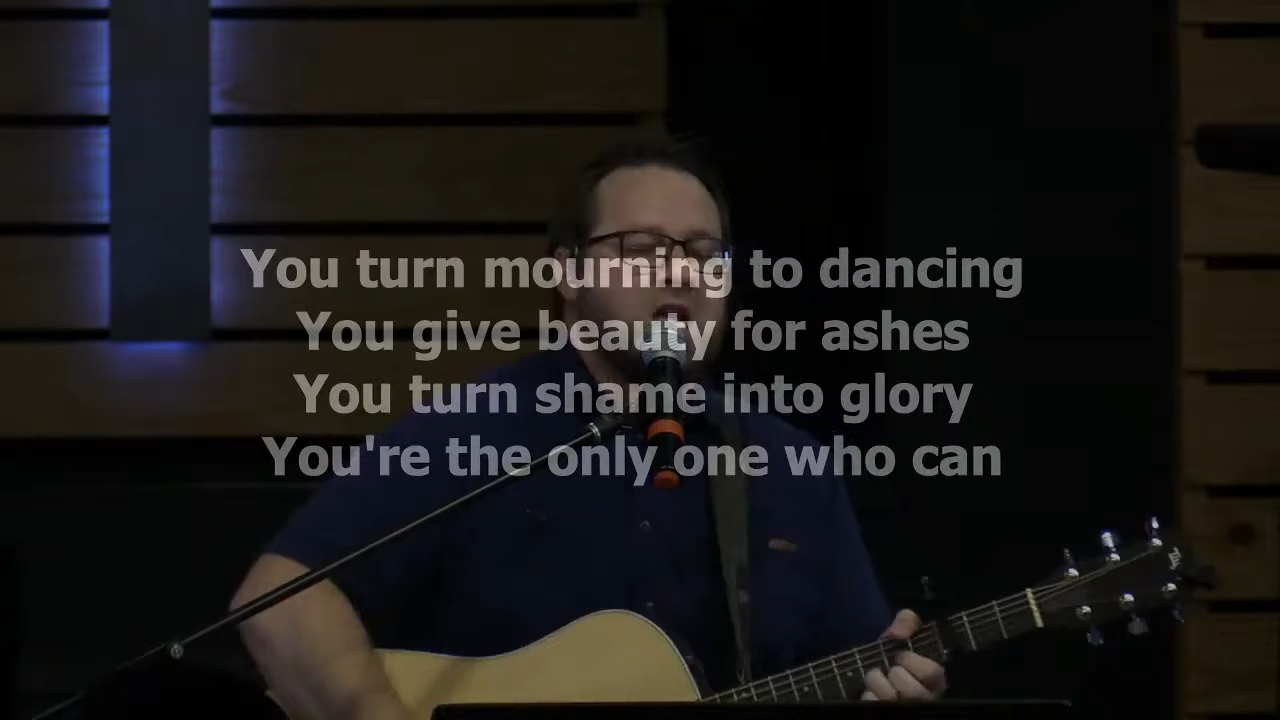 You turn mourning to dancing
You give beauty for ashes
You turn shame into glory
You're the only one who can